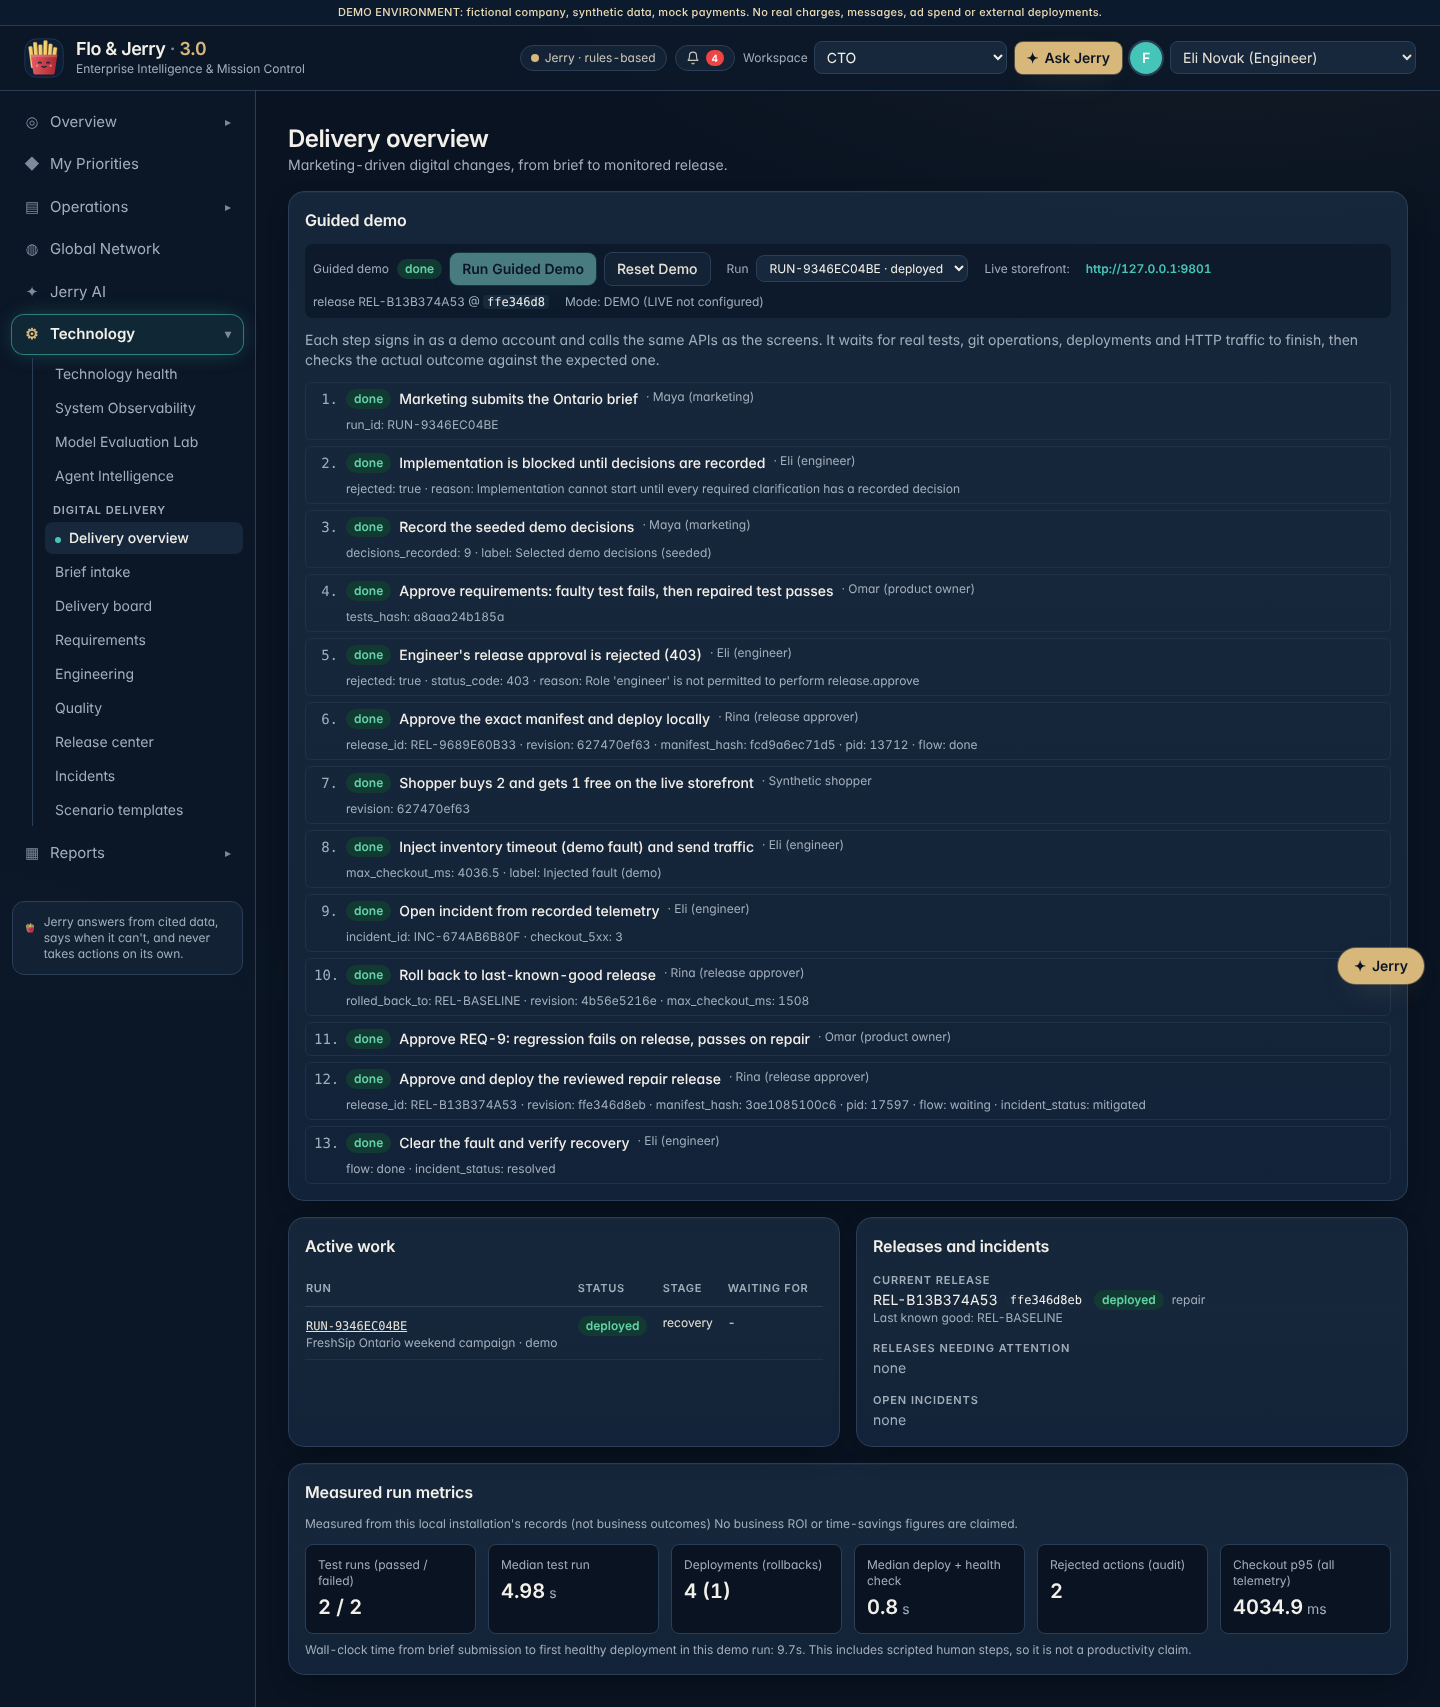 DEMO ENVIRONMENT: fictional company, synthetic data, mock payments. No real charges, messages, ad spend or external deployments.
Flo & Jerry · 3.0
Enterprise Intelligence & Mission Control
Jerry · rules-based
4
Workspace
CTO
✦ Ask Jerry
F
Eli Novak (Engineer)
Overview
My Priorities
Operations
Global Network
Jerry AI
Technology
Technology health
System Observability
Model Evaluation Lab
Agent Intelligence
DIGITAL DELIVERY
Delivery overview
Brief intake
Delivery board
Requirements
Engineering
Quality
Release center
Incidents
Scenario templates
Reports
Jerry answers from cited data,
says when it can't, and never
takes actions on its own.
Delivery overview
Marketing-driven digital changes, from brief to monitored release.
Guided demo
Guided demo done Run Guided Demo Reset Demo Run RUN-9346EC04BE · deployed Live storefront: http://127.0.0.1:9801
release REL-B13B374A53 @ ffe346d8 Mode: DEMO (LIVE not configured)
Each step signs in as a demo account and calls the same APIs as the screens. It waits for real tests, git operations, deployments and HTTP traffic to finish, then
checks the actual outcome against the expected one.
1. done Marketing submits the Ontario brief · Maya (marketing)
run_id: RUN-9346EC04BE
2. done Implementation is blocked until decisions are recorded · Eli (engineer)
rejected: true · reason: Implementation cannot start until every required clarification has a recorded decision
3. done Record the seeded demo decisions · Maya (marketing)
decisions_recorded: 9 · label: Selected demo decisions (seeded)
4. done Approve requirements: faulty test fails, then repaired test passes · Omar (product owner)
tests_hash: a8aaa24b185a
5. done Engineer's release approval is rejected (403) · Eli (engineer)
rejected: true · status_code: 403 · reason: Role 'engineer' is not permitted to perform release.approve
6. done Approve the exact manifest and deploy locally · Rina (release approver)
release_id: REL-9689E60B33 · revision: 627470ef63 · manifest_hash: fcd9a6ec71d5 · pid: 13712 · flow: done
7. done Shopper buys 2 and gets 1 free on the live storefront · Synthetic shopper
revision: 627470ef63
8. done Inject inventory timeout (demo fault) and send traffic · Eli (engineer)
max_checkout_ms: 4036.5 · label: Injected fault (demo)
9. done Open incident from recorded telemetry · Eli (engineer)
incident_id: INC-674AB6B80F · checkout_5xx: 3
10. done Roll back to last-known-good release · Rina (release approver)
rolled_back_to: REL-BASELINE · revision: 4b56e5216e · max_checkout_ms: 1508
✦ Jerry
11. done Approve REQ-9: regression fails on release, passes on repair · Omar (product owner)
12. done Approve and deploy the reviewed repair release · Rina (release approver)
release_id: REL-B13B374A53 · revision: ffe346d8eb · manifest_hash: 3ae1085100c6 · pid: 17597 · flow: waiting · incident_status: mitigated
13. done Clear the fault and verify recovery · Eli (engineer)
flow: done · incident_status: resolved
Active work
RUN STATUS STAGE WAITING FOR
RUN-9346EC04BE deployed recovery -
FreshSip Ontario weekend campaign · demo
Releases and incidents
CURRENT RELEASE
REL-B13B374A53 ffe346d8eb deployed repair
Last known good: REL-BASELINE
RELEASES NEEDING ATTENTION
none
OPEN INCIDENTS
none
Measured run metrics
Measured from this local installation's records (not business outcomes) No business ROI or time-savings figures are claimed.
Test runs (passed /
failed)
2 / 2
Median test run
4.98 s
Deployments (rollbacks)
4 (1)
Median deploy + health
check
0.8 s
Rejected actions (audit)
2
Checkout p95 (all
telemetry)
4034.9 ms
Wall-clock time from brief submission to first healthy deployment in this demo run: 9.7s. This includes scripted human steps, so it is not a productivity claim.